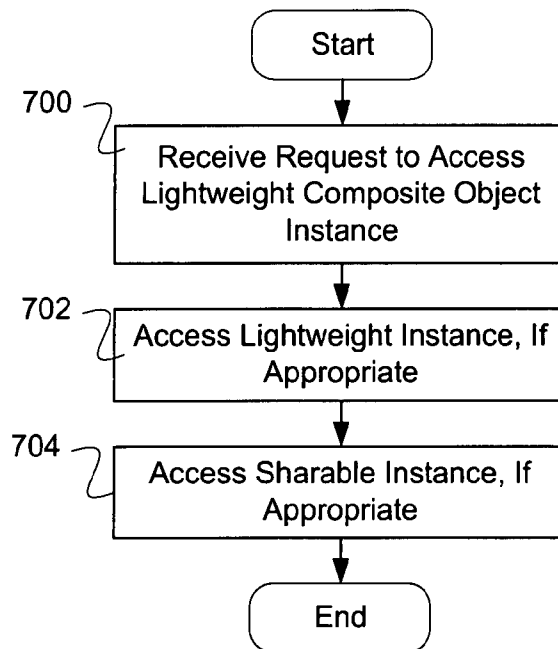 Start
700
Receive Request to Access
Lightweight Composite Object
Instance
702
Access Lightweight Instance, If
Appropriate
704
Access Sharable Instance, If
Appropriate
End